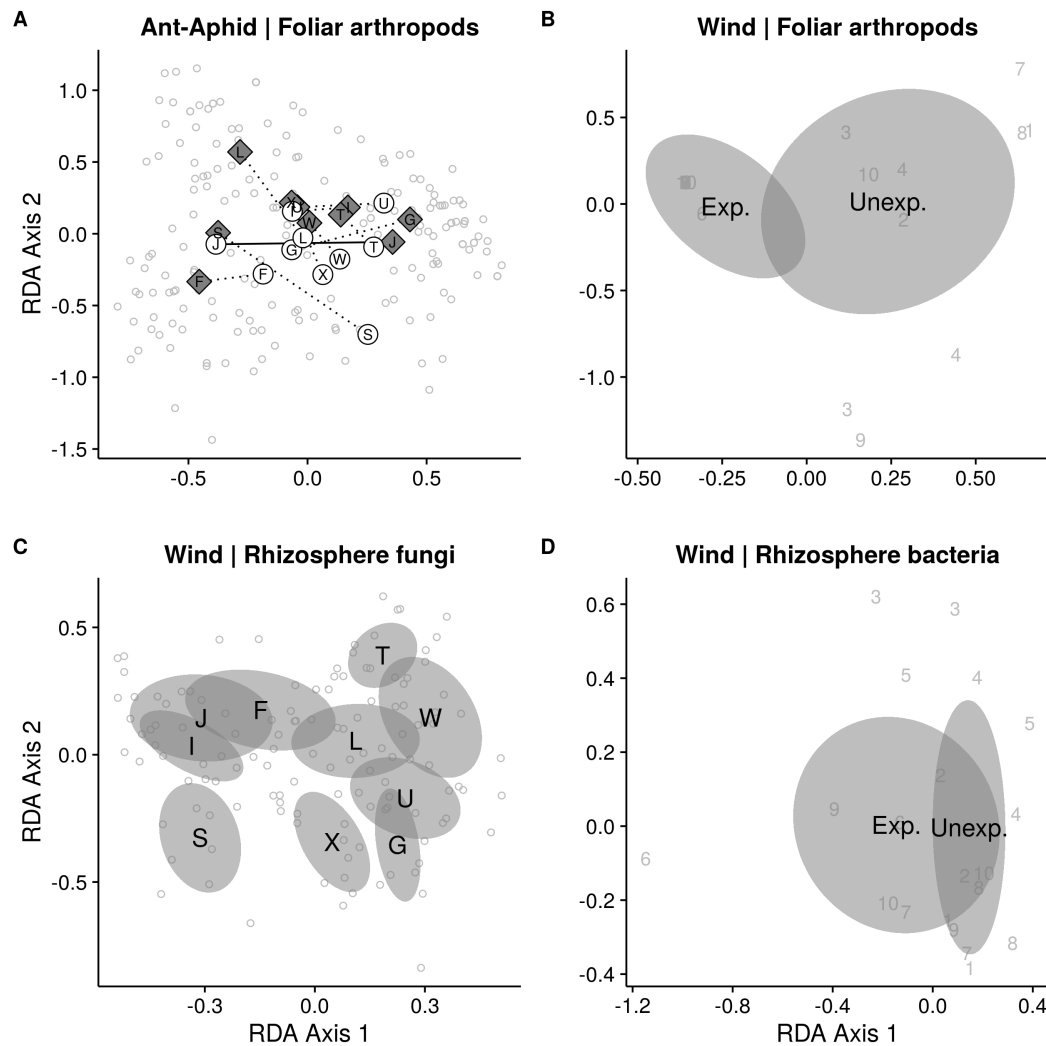 A
Ant-Aphid | Foliar arthropods
RDA Axis 2
1.0
0.5
0.0
-0.5
-1.0
-1.5
-0.5
0.0
0.5
L
U
T
W
G
S
J
L
G
T
J
W
F
F
X
S
B
Wind | Foliar arthropods
0.5
0.0
-0.5
-1.0
-0.50
-0.25
0.00
0.25
0.50
7
3
8
1
10
4
Exp.
Unexp.
2
4
3
9
C
Wind | Rhizosphere fungi
RDA Axis 2
0.5
0.0
-0.5
-0.3
0.0
0.3
RDA Axis 1
T
J
F
W
I
L
U
S
X
G
D
Wind | Rhizosphere bacteria
0.6
0.4
0.2
0.0
-0.2
-0.4
-1.2
-0.8
-0.4
0.0
0.4
RDA Axis 1
3
3
5
4
5
2
9
4
Exp.
Unexp.
6
2
10
8
10
7
9
8
7
1